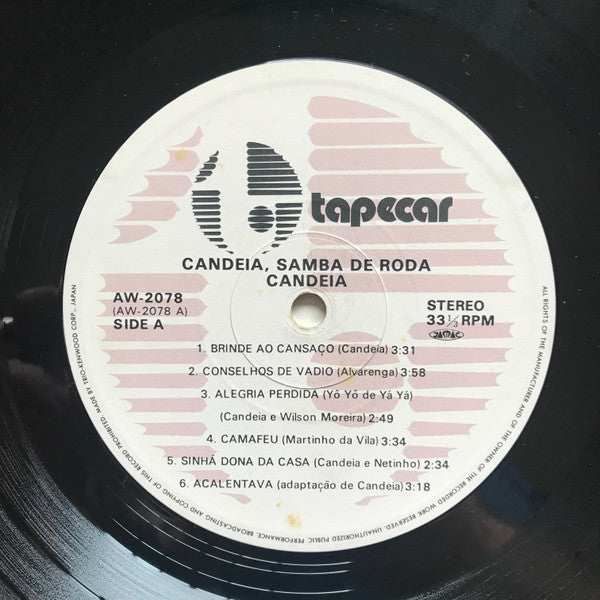 tapecar
CANDEIA, SAMBA DE RODA
CANDEIA
AW-2078
(AW-2078 A)
SIDE A
STEREO
33 1/3 RPM
JASRAC
1. BRINDE AO CANSAÇO (Candeia) 3:31
2. CONSELHOS DE VADIO (Alvarenga) 3:58
3. ALEGRIA PERDIDA (Yô Yô de Yā Yā)
(Candeia e Wilson Moreira) 2:49
4. CAMAFEU (Martinho da Vila) 3:34
5. SINHÁ DONA DA CASA (Candeia e Netinho) 2:34
6. ACALENTAVA (adaptação de Candeia) 3:18
ALL RIGHTS OF THE MANUFACTURER AND OF THE OWNER OF THE RECORDED WORK RESERVED. UNAUTHORIZED PUBLIC PERFORMANCE, BROADCASTING AND COPYING OF THIS RECORD PROHIBITED. MADE BY TRIO-KENWOOD CORP., JAPAN